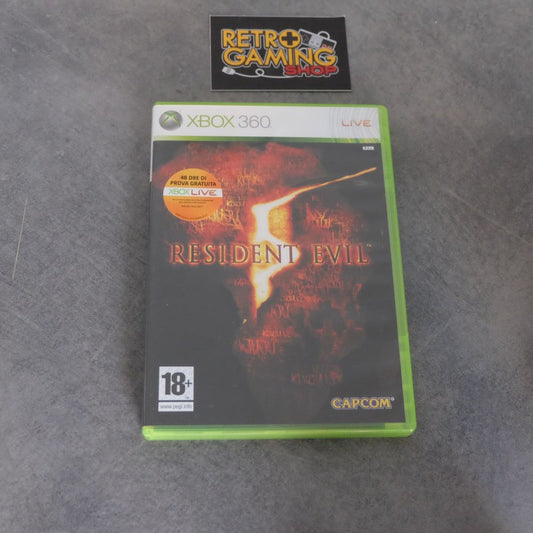 RETRO
GAMING
SHOP
XBOX 360
LIVE
48 ORE DI
PROVA GRATUITA
XBOX LIVE
RESIDENT EVIL
5
18+
www.pegi.info
CAPCOM